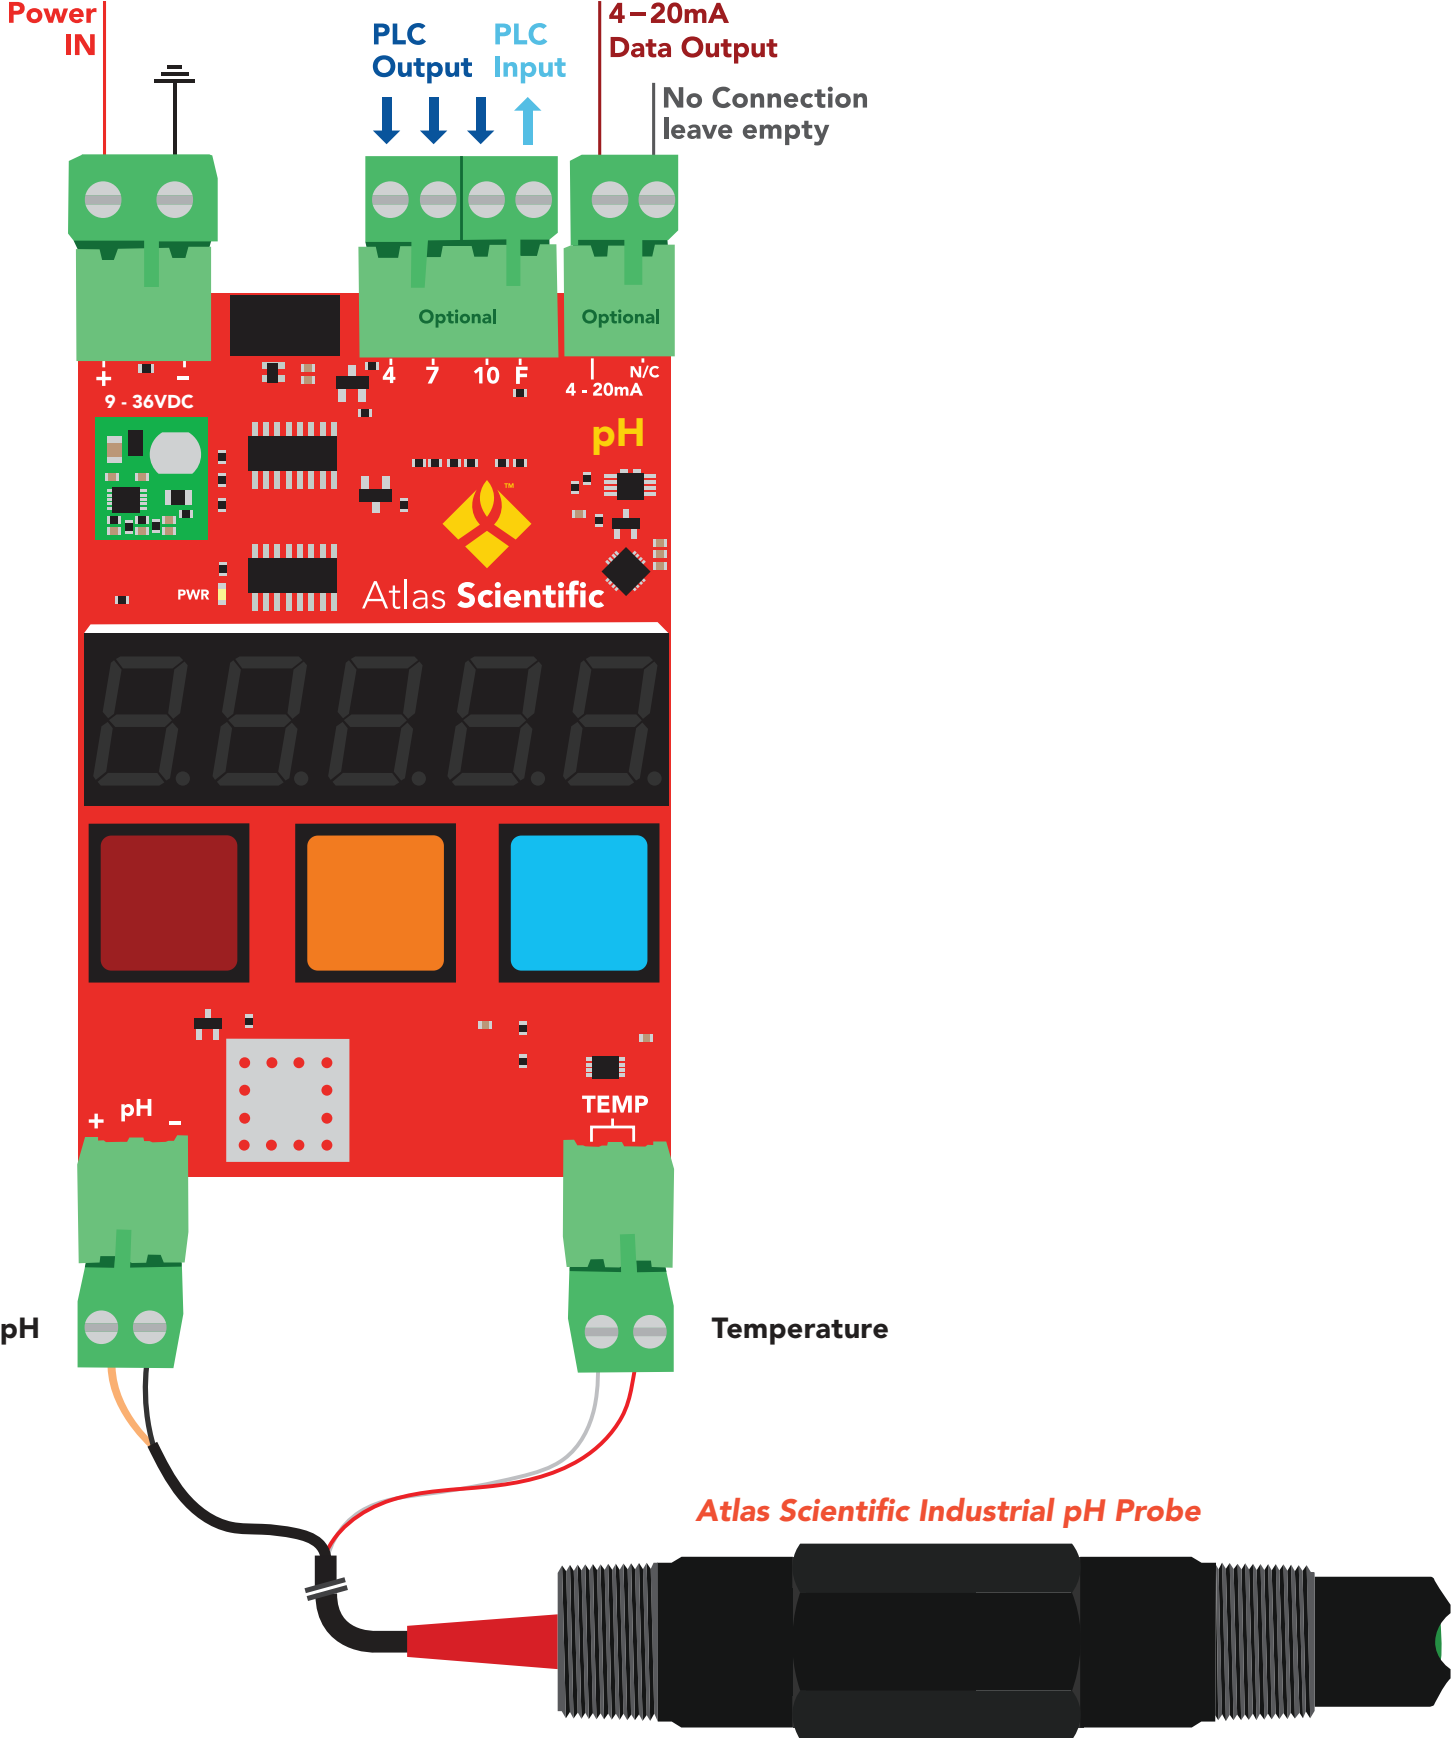 Power
IN
PLC
Output
PLC
Input
4–20mA
Data Output
No Connection
leave empty
Optional
Optional
+
–
9 - 36VDC
4
7
10
F
N/C
4 - 20mA
pH
TM
PWR
Atlas Scientific
+
pH
–
TEMP
pH
Temperature
Atlas Scientific Industrial pH Probe